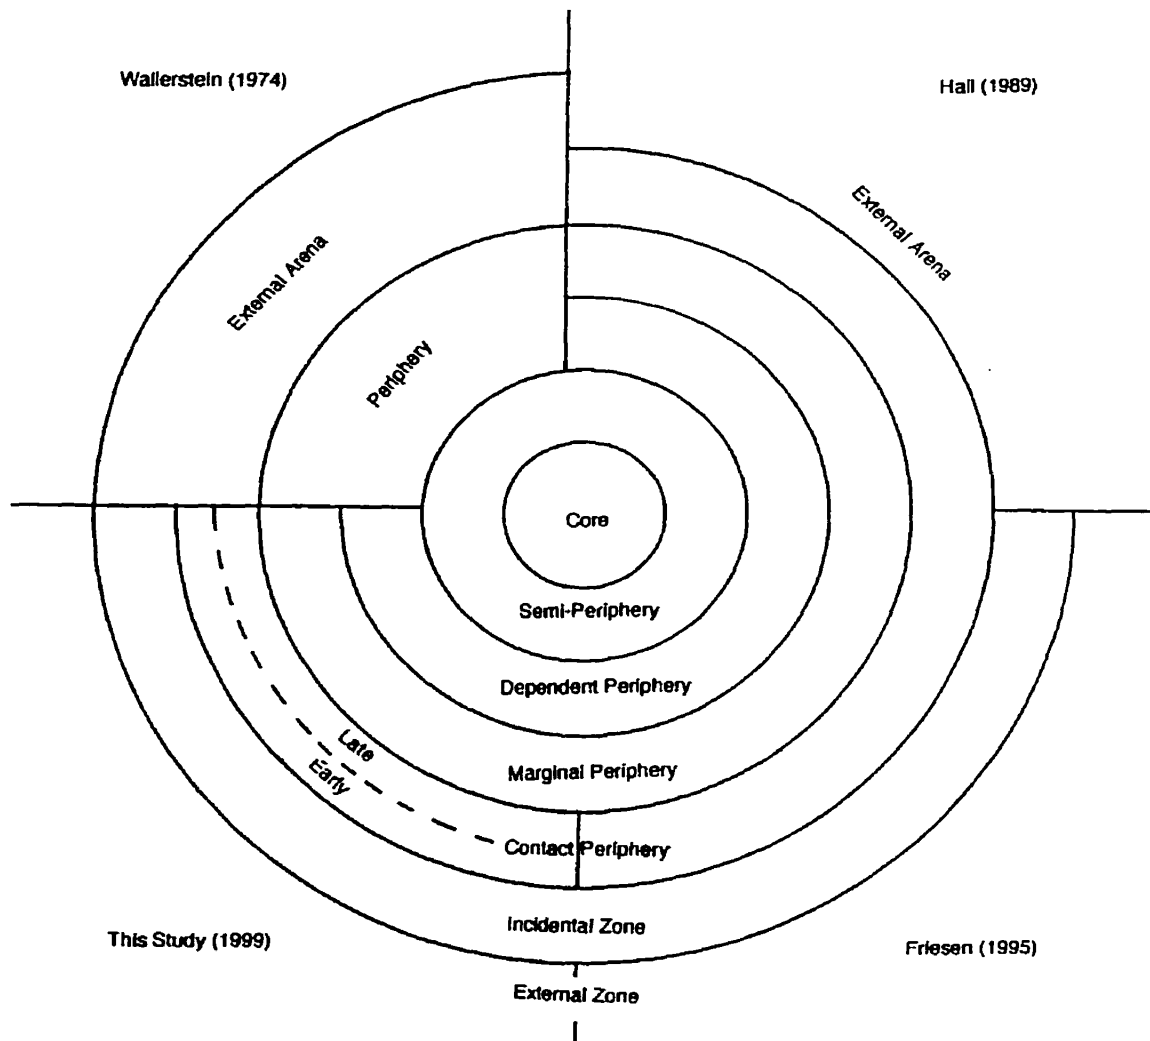 Wallerstein (1974)
Hall (1989)
External Arena
External Arena
Periphery
Core
Semi-Periphery
Dependent Periphery
Late
Early
Marginal Periphery
Contact Periphery
Incidental Zone
This Study (1999)
Friesen (1995)
External Zone